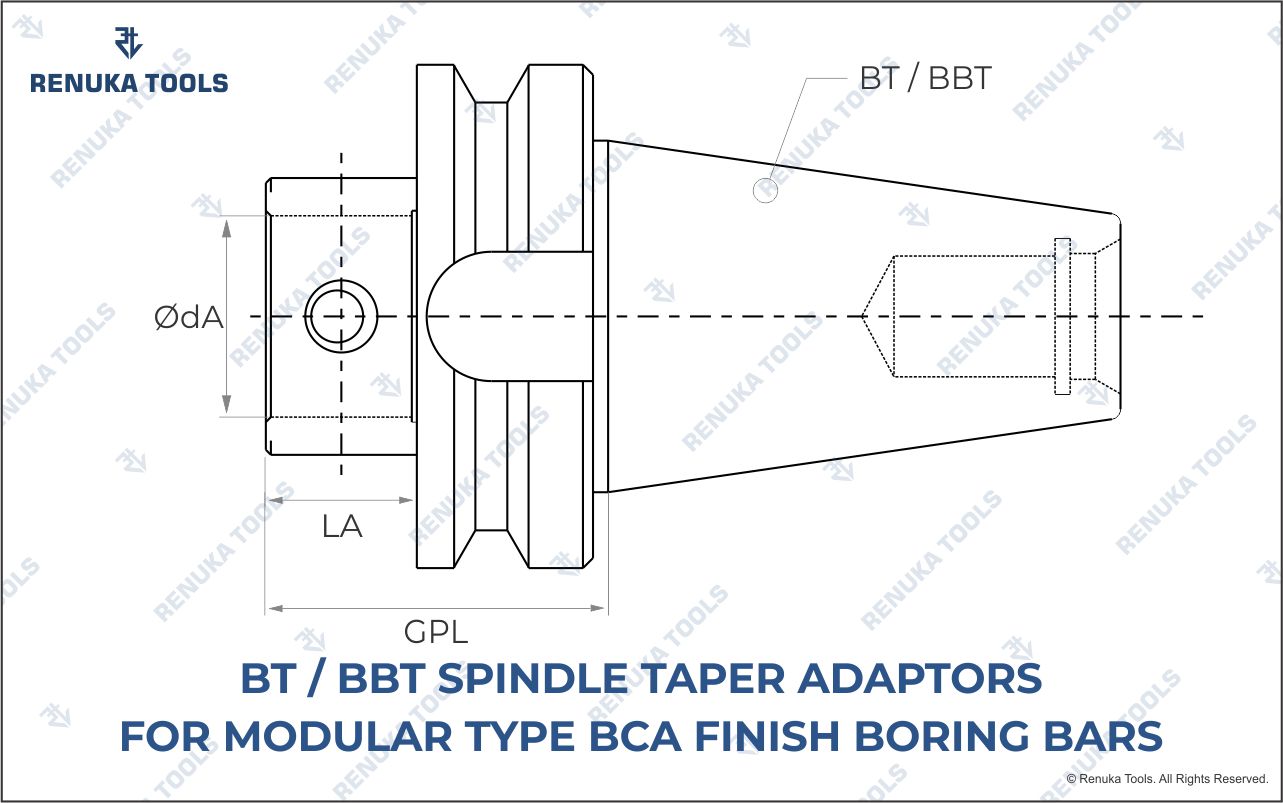 RENUKA TOOLS
BT / BBT
ØdA
LA
GPL
BT / BBT SPINDLE TAPER ADAPTORS
FOR MODULAR TYPE BCA FINISH BORING BARS
© Renuka Tools. All Rights Reserved.